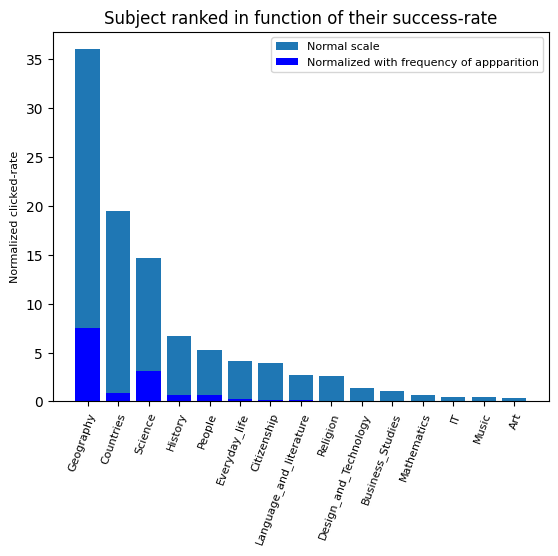 Subject ranked in function of their success-rate
Normal scale
Normalized with frequency of appparition
Normalized clicked-rate
35
30
25
20
15
10
5
0
Geography
Countries
Science
History
People
Everyday_life
Citizenship
Language_and_literature
Religion
Design_and_Technology
Business_Studies
Mathematics
IT
Music
Art